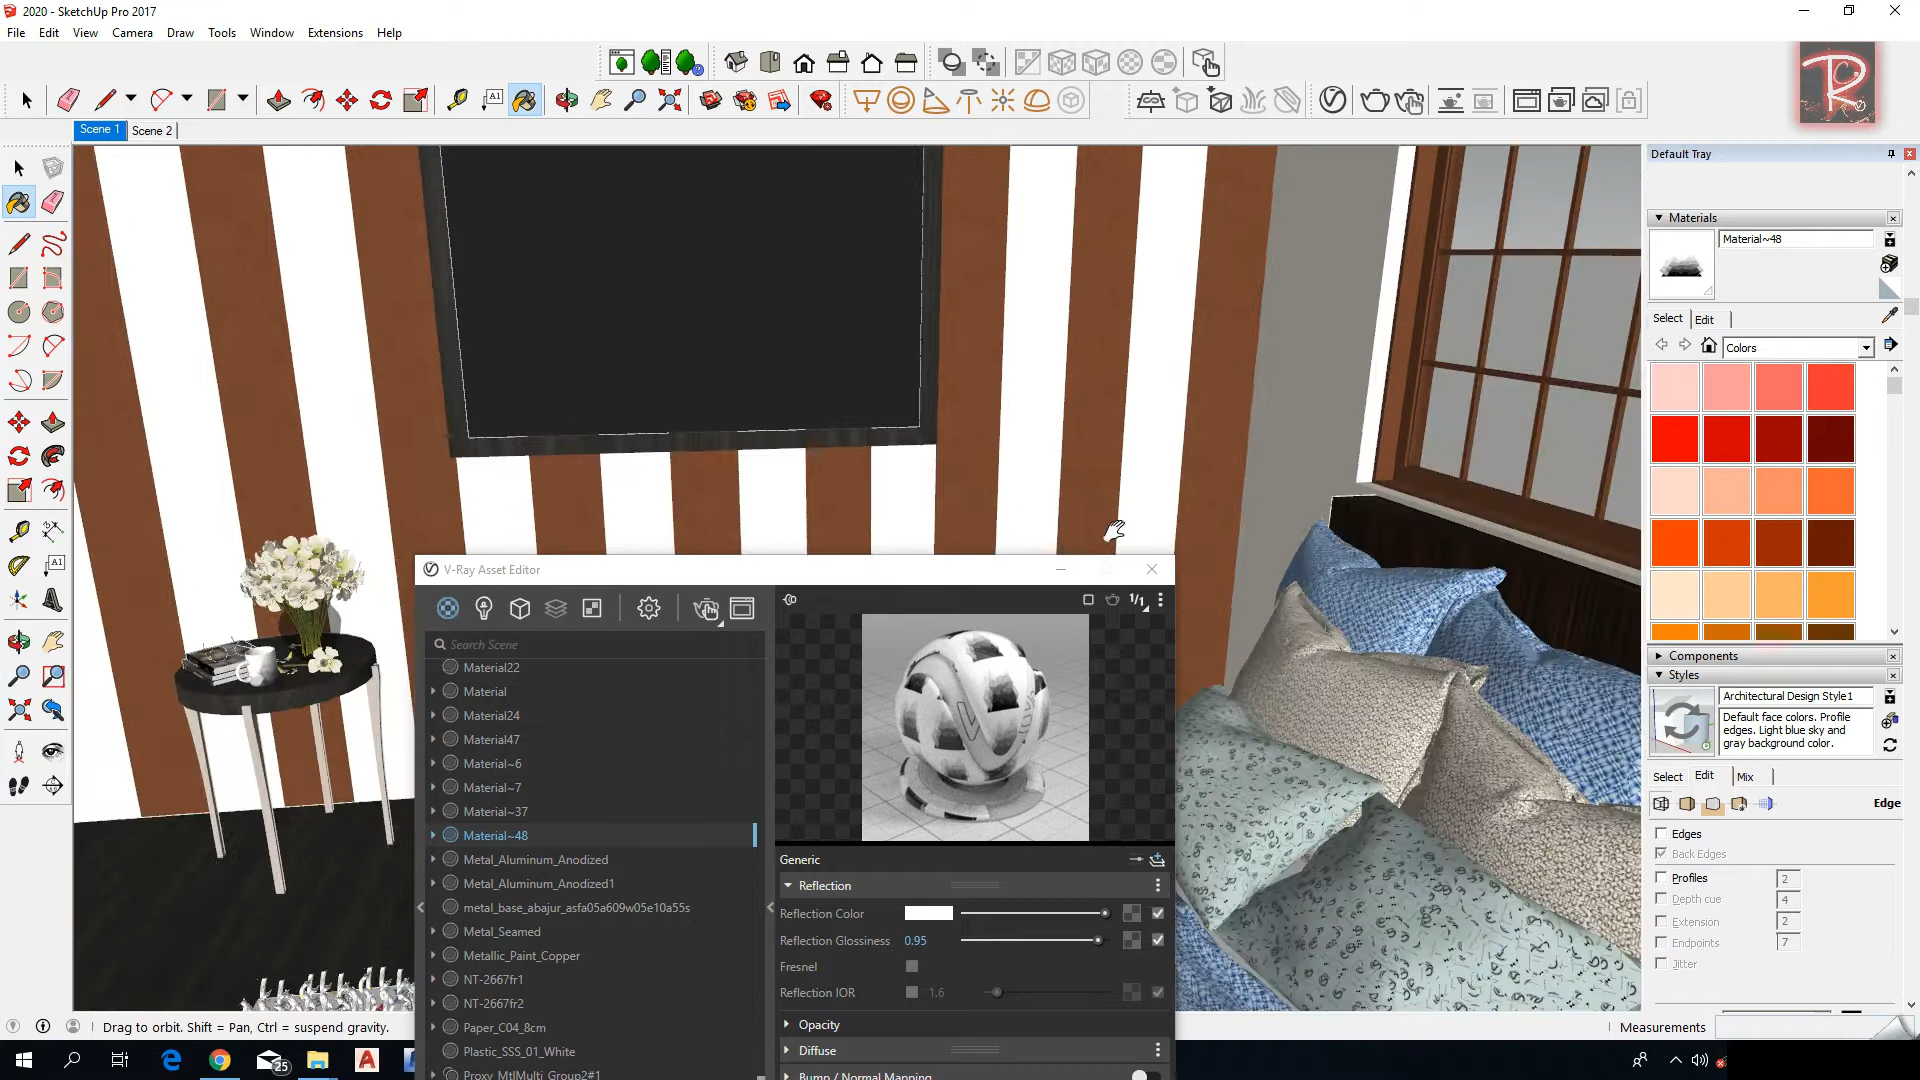 2020 - SketchUp Pro 2017
File Edit View Camera Draw Tools Window Extensions Help
Scene 1 Scene 2
Default Tray
Materials
Material~48
Select Edit
Colors
Components
Styles
Architectural Design Style1
Default face colors. Profile
edges. Light blue sky and
gray background color.
Select Edit Mix
Edge
Edges
Back Edges
Profiles 2
Depth cue 4
Extension 2
Endpoints 7
Jitter
V-Ray Asset Editor
Search Scene
Material22
Material
Material24
Material47
Material~6
Material~7
Material~37
Material~48
Metal_Aluminum_Anodized
Metal_Aluminum_Anodized1
metal_base_abajur_asfa05a609w05e10a55s
Metal_Seamed
Metallic_Paint_Copper
NT-2667fr1
NT-2667fr2
Paper_C04_8cm
Plastic_SSS_01_White
Proxy_MtlMulti_Group2#1
1/1
Generic
Reflection
Reflection Color
Reflection Glossiness 0.95
Fresnel
Reflection IOR 1.6
Opacity
Diffuse
Bump / Normal Mapping
Drag to orbit. Shift = Pan, Ctrl = suspend gravity.
Measurements
25